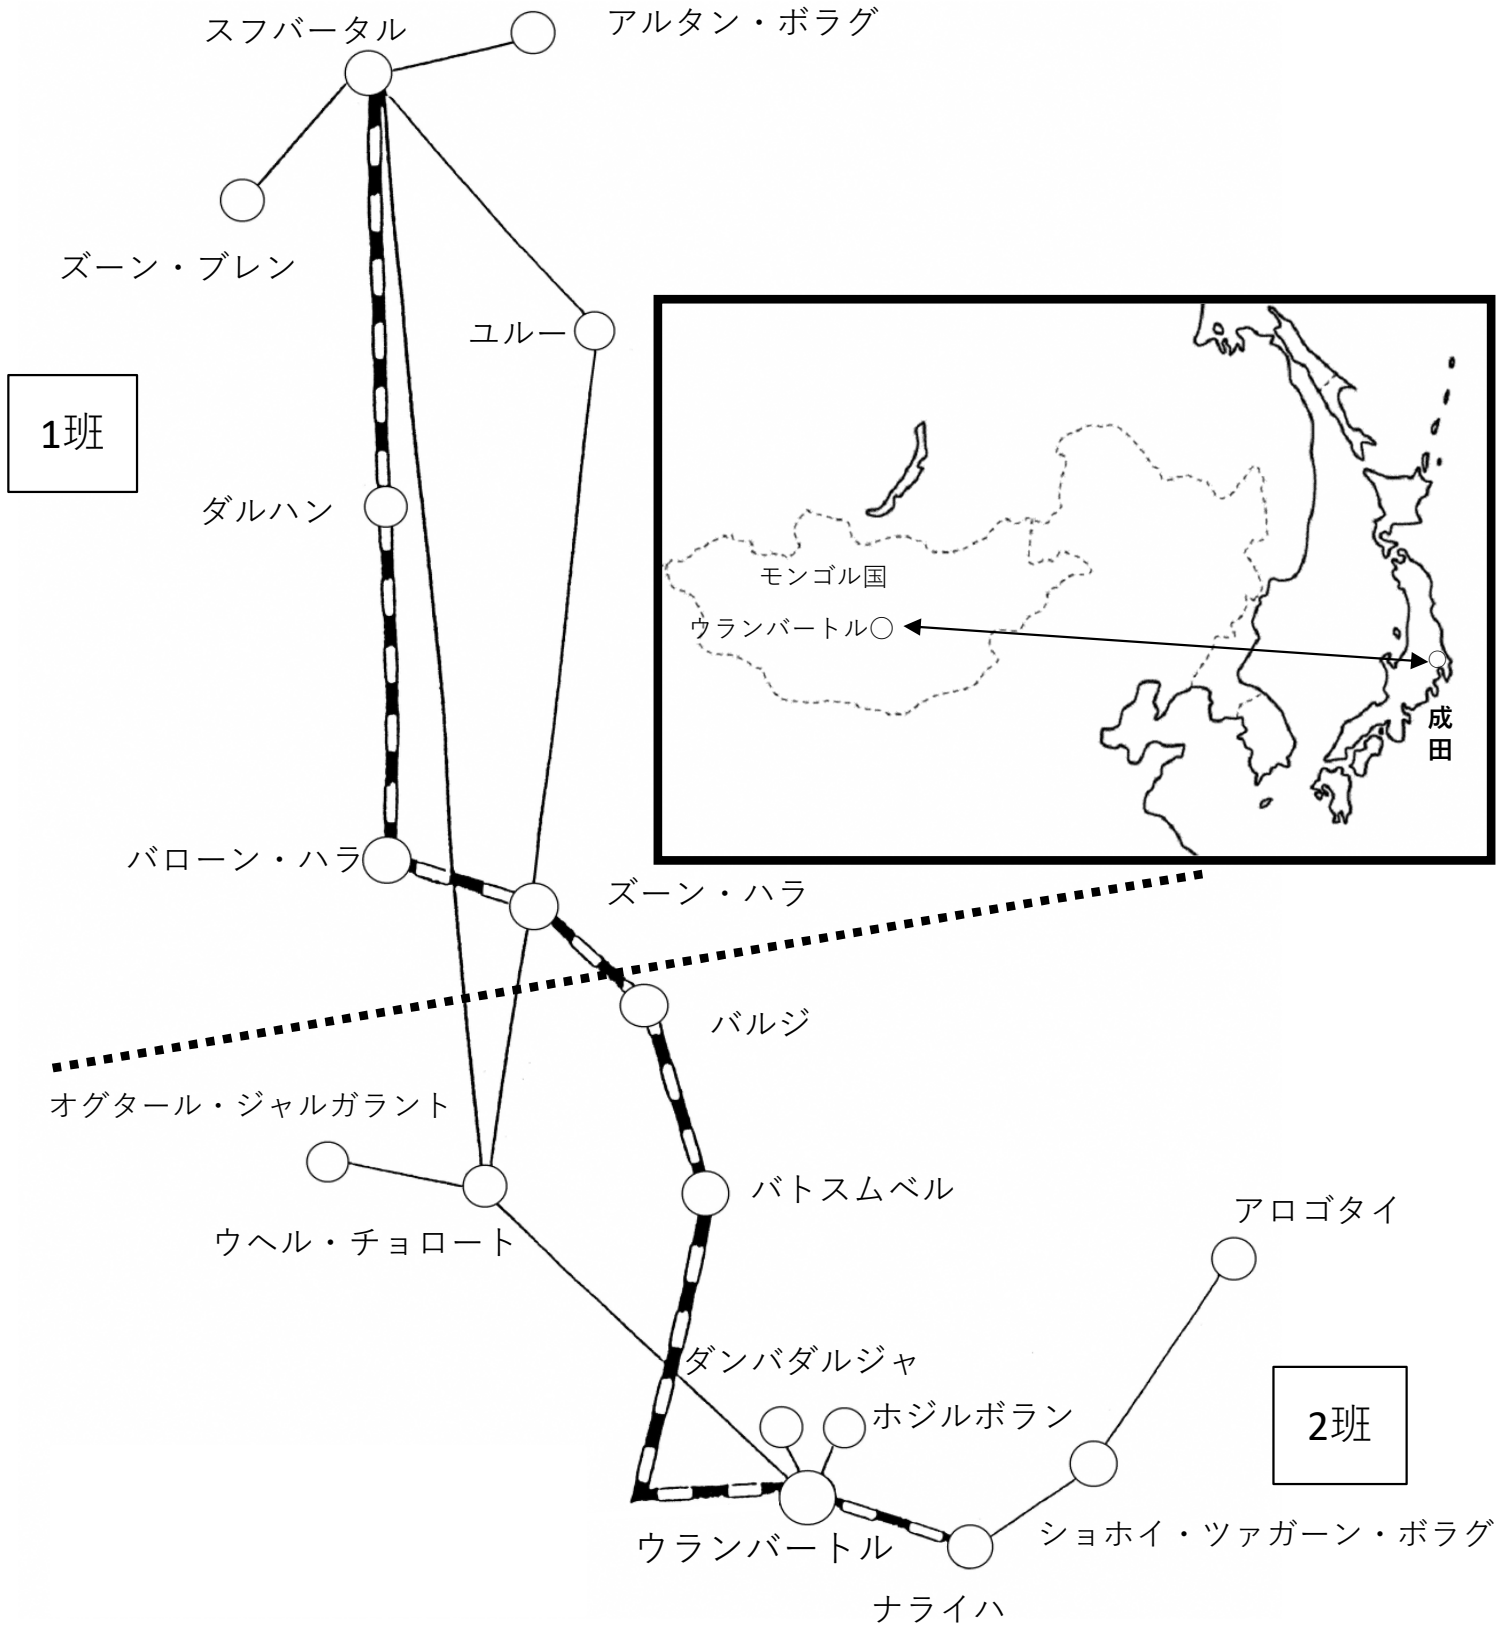 スフバータル
アルタン・ボラグ
ズーン・ブレン
ユルー
1班
ダルハン
モンゴル国
ウランバートル
成田
バローン・ハラ
ズーン・ハラ
バルジ
オグタール・ジャルガラント
バトスムベル
アロゴタイ
ウヘル・チョロート
ダンバダルジャ
ホジルボラン
2班
ショホイ・ツァガーン・ボラグ
ウランバートル
ナライハ